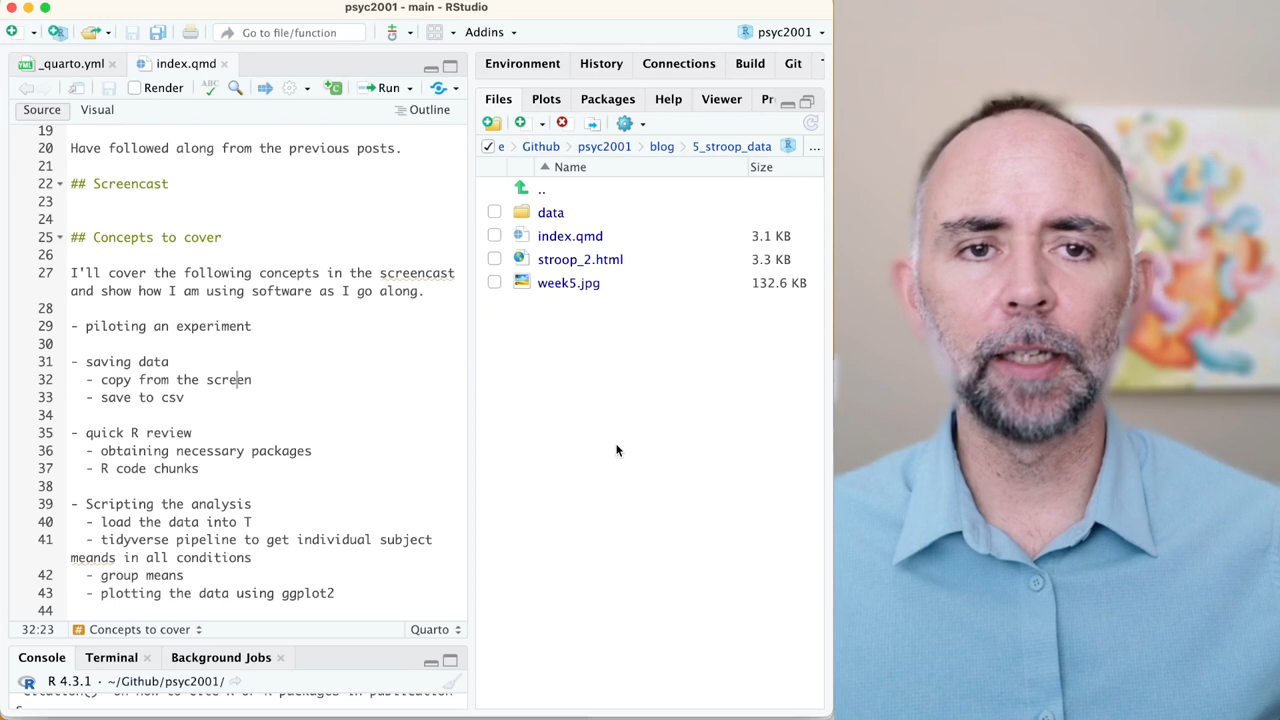 psyc2001 - main - RStudio
Go to file/function
Addins
psyc2001
_quarto.yml
index.qmd
Render
ABC
Run
Source
Visual
Outline
19
20 Have followed along from the previous posts.
21
22 ## Screencast
23
24
25 ## Concepts to cover
26
27 I'll cover the following concepts in the screencast
and show how I am using software as I go along.
28
29 - piloting an experiment
30
31 - saving data
32 - copy from the screen
33 - save to csv
34
35 - quick R review
36 - obtaining necessary packages
37 - R code chunks
38
39 - Scripting the analysis
40 - load the data into T
41 - tidyverse pipeline to get individual subject
meands in all conditions
42 - group means
43 - plotting the data using ggplot2
44
32:23 # Concepts to cover
Quarto
Console
Terminal
Background Jobs
R 4.3.1 · ~/Github/psyc2001/
Environment
History
Connections
Build
Git
Files
Plots
Packages
Help
Viewer
Pr
e > Github > psyc2001 > blog > 5_stroop_data
...
Name
Size
..
data
index.qmd 3.1 KB
stroop_2.html 3.3 KB
week5.jpg 132.6 KB